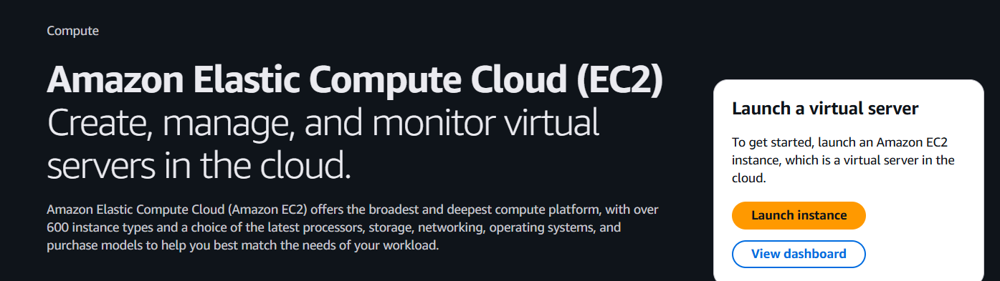 Compute
Amazon Elastic Compute Cloud (EC2)
Create, manage, and monitor virtual
servers in the cloud.
Amazon Elastic Compute Cloud (Amazon EC2) offers the broadest and deepest compute platform, with over
600 instance types and a choice of the latest processors, storage, networking, operating systems, and
purchase models to help you best match the needs of your workload.
Launch a virtual server
To get started, launch an Amazon EC2
instance, which is a virtual server in the
cloud.
Launch instance
View dashboard